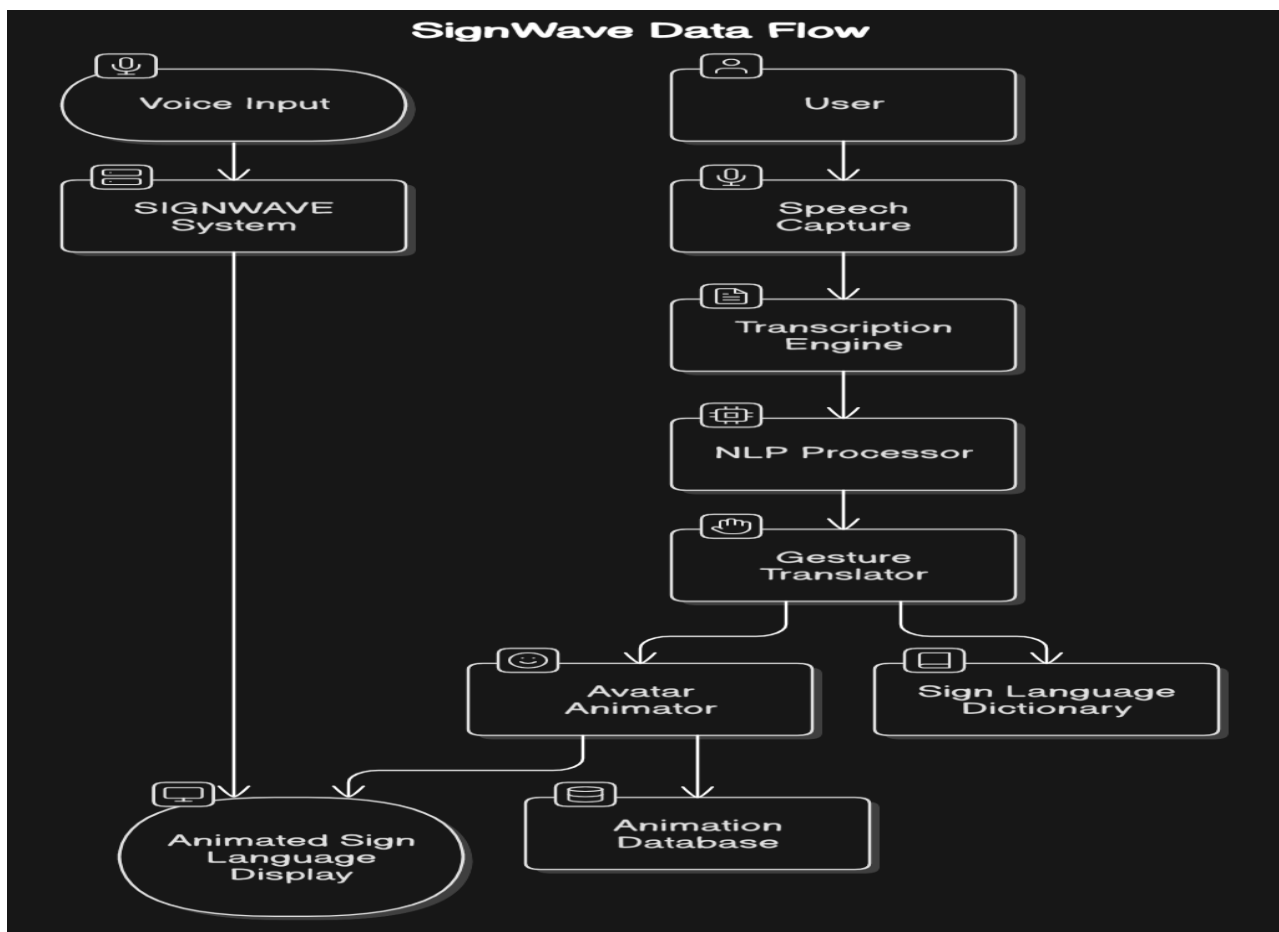 SignWave Data Flow
Voice Input
User
SIGNWAVE
System
Speech
Capture
Transcription
Engine
NLP Processor
Gesture
Translator
Avatar
Animator
Sign Language
Dictionary
Animated Sign
Language
Display
Animation
Database